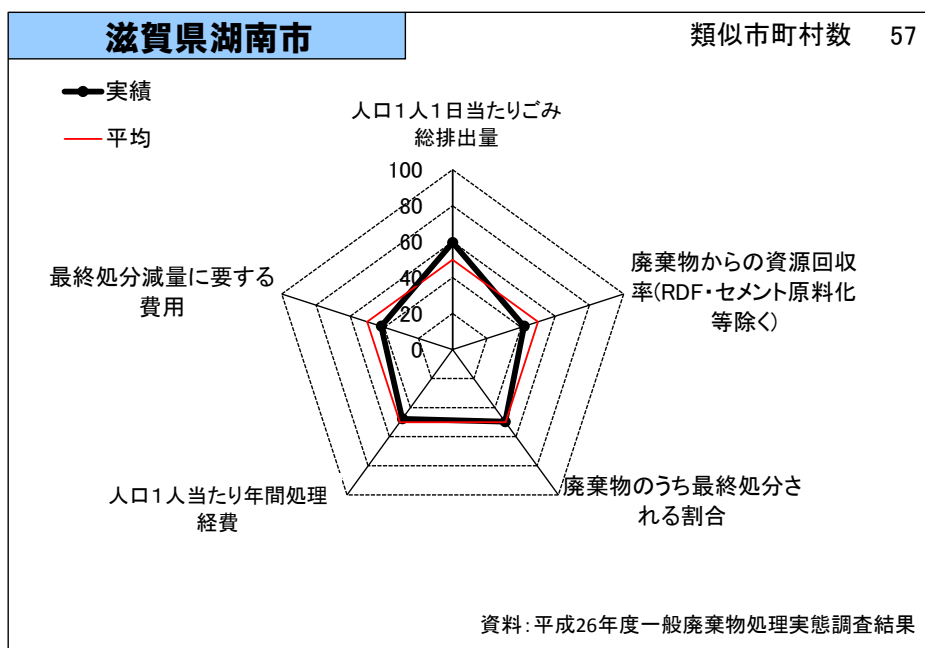 滋賀県湖南市
類似市町村数 57
実績
平均
人口1人1日当たりごみ
総排出量
100
80
60
40
20
0
廃棄物からの資源回収
率(RDF・セメント原料化
等除く)
最終処分減量に要する
費用
人口1人当たり年間処理
経費
廃棄物のうち最終処分さ
れる割合
資料:平成26年度一般廃棄物処理実態調査結果